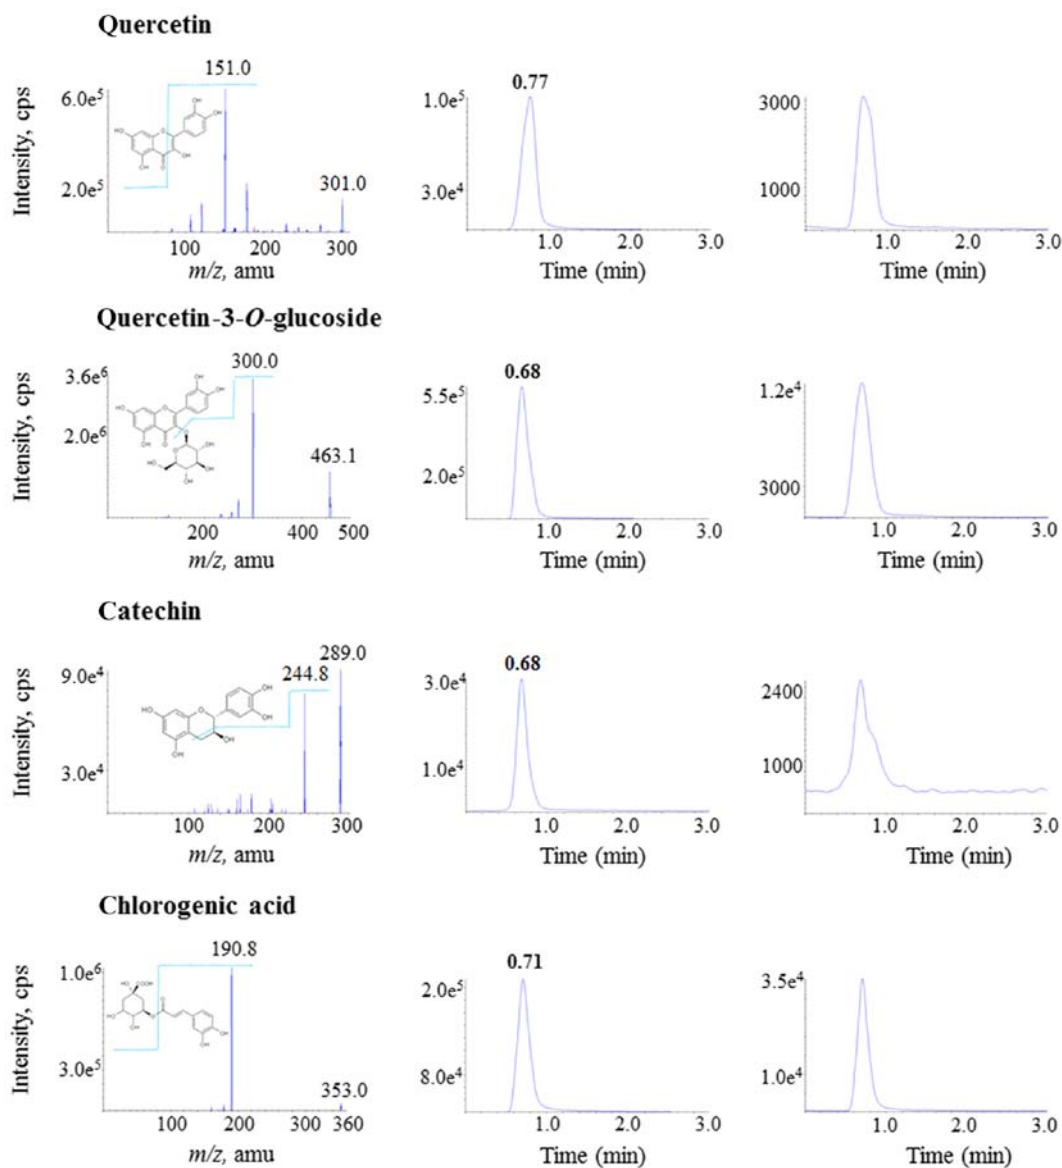 Quercetin
Intensity, cps
6.0e5
2.0e5
151.0
301.0
100 200 300
m/z, amu
1.0e5
3.0e4
0.77
1.0 2.0 3.0
Time (min)
3000
1000
1.0 2.0 3.0
Time (min)
Quercetin-3-O-glucoside
Intensity, cps
3.6e6
2.0e6
300.0
463.1
200 400 500
m/z, amu
5.5e5
2.0e5
0.68
1.0 2.0 3.0
Time (min)
1.2e4
3000
1.0 2.0 3.0
Time (min)
Catechin
Intensity, cps
9.0e4
3.0e4
244.8
289.0
100 200 300
m/z, amu
3.0e4
1.0e4
0.68
1.0 2.0 3.0
Time (min)
2400
1000
1.0 2.0 3.0
Time (min)
Chlorogenic acid
Intensity, cps
1.0e6
3.0e5
190.8
353.0
100 200 300 360
m/z, amu
2.0e5
8.0e4
0.71
1.0 2.0 3.0
Time (min)
3.5e4
1.0e4
1.0 2.0 3.0
Time (min)